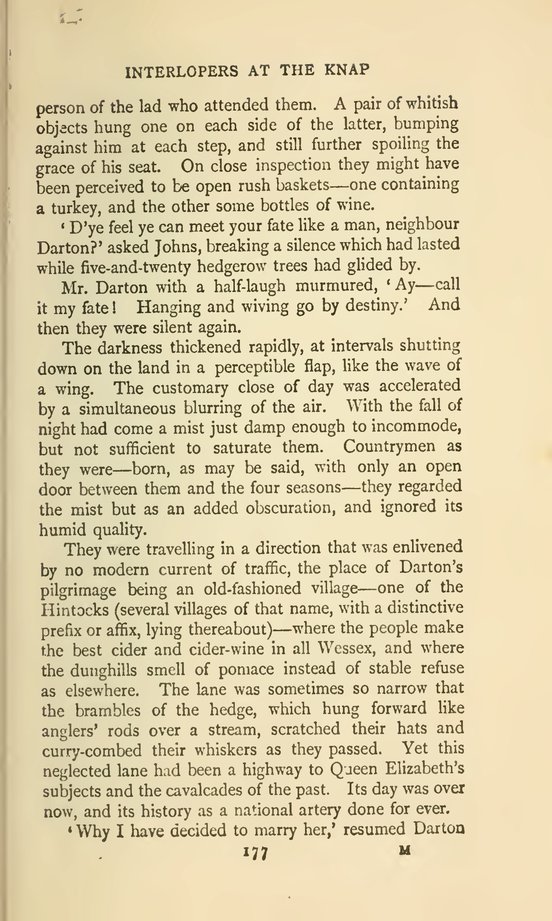 INTERLOPERS AT THE KNAP
person of the lad who attended them. A pair of whitish
objects hung one on each side of the latter, bumping
against him at each step, and still further spoiling the
grace of his seat. On close inspection they might have
been perceived to be open rush baskets—one containing
a turkey, and the other some bottles of wine.
‘ D’ye feel ye can meet your fate like a man, neighbour
Darton?’ asked Johns, breaking a silence which had lasted
while five-and-twenty hedgerow trees had glided by.
Mr. Darton with a half-laugh murmured, ‘ Ay—call
it my fate! Hanging and wiving go by destiny.’ And
then they were silent again.
The darkness thickened rapidly, at intervals shutting
down on the land in a perceptible flap, like the wave of
a wing. The customary close of day was accelerated
by a simultaneous blurring of the air. With the fall of
night had come a mist just damp enough to incommode,
but not sufficient to saturate them. Countrymen as
they were—born, as may be said, with only an open
door between them and the four seasons—they regarded
the mist but as an added obscuration, and ignored its
humid quality.
They were travelling in a direction that was enlivened
by no modern current of traffic, the place of Darton’s
pilgrimage being an old-fashioned village—one of the
Hintocks (several villages of that name, with a distinctive
prefix or affix, lying thereabout)—where the people make
the best cider and cider-wine in all Wessex, and where
the dunghills smell of pomace instead of stable refuse
as elsewhere. The lane was sometimes so narrow that
the brambles of the hedge, which hung forward like
anglers’ rods over a stream, scratched their hats and
curry-combed their whiskers as they passed. Yet this
neglected lane had been a highway to Queen Elizabeth’s
subjects and the cavalcades of the past. Its day was over
now, and its history as a national artery done for ever.
‘ Why I have decided to marry her,’ resumed Darton
177 M